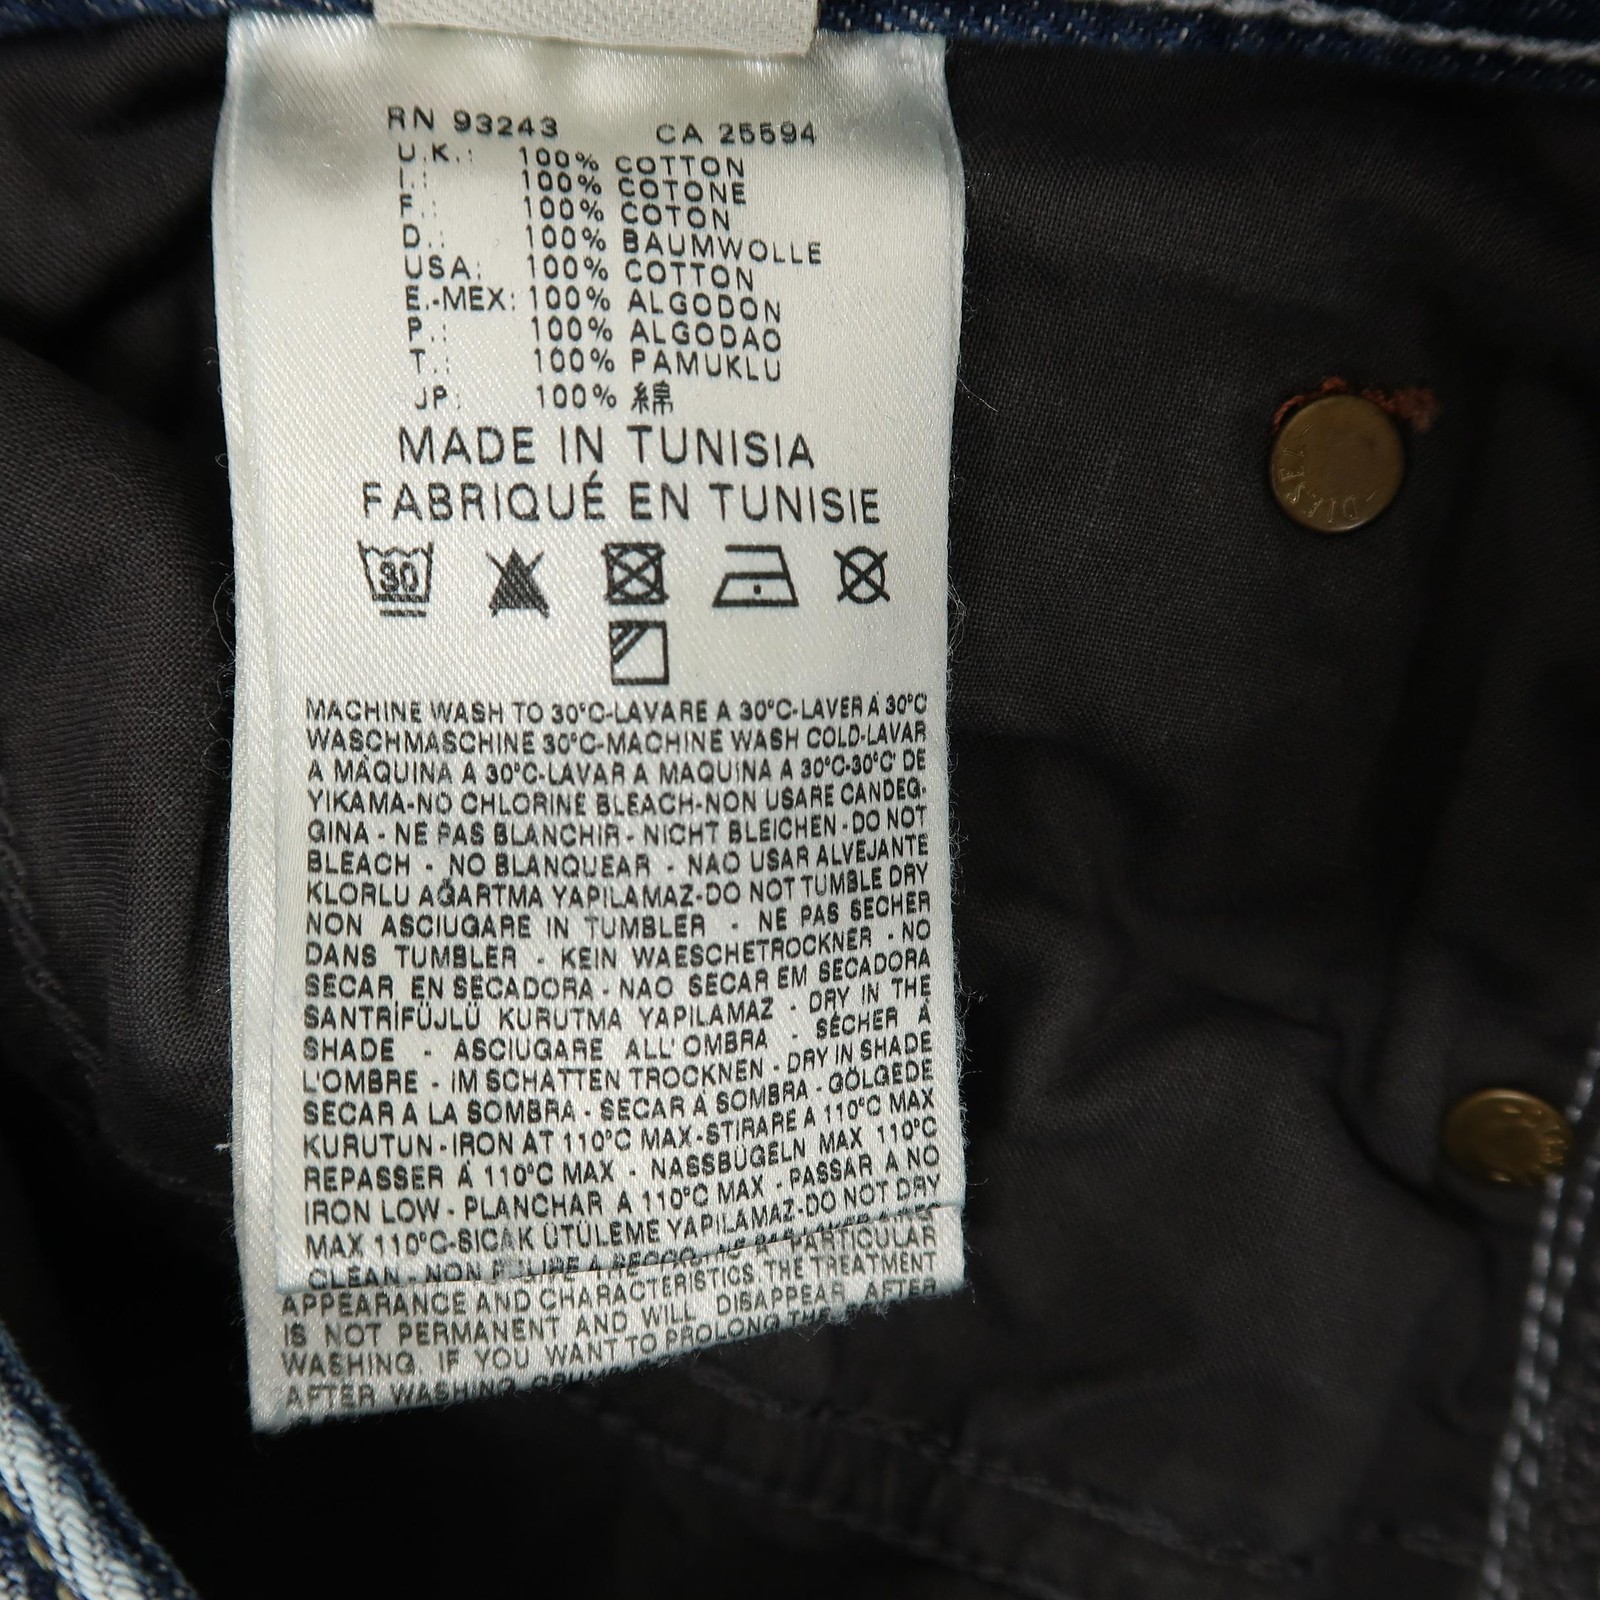 RN 93243 CA 25594
U.K.: 100% COTTON
I.: 100% COTONE
F.: 100% COTON
D.: 100% BAUMWOLLE
USA: 100% COTTON
E.-MEX: 100% ALGODON
P.: 100% ALGODAO
T.: 100% PAMUKLU
JP: 100% 綿
MADE IN TUNISIA
FABRIQUÉ EN TUNISIE
30
MACHINE WASH TO 30°C-LAVARE A 30°C-LAVER À 30°C
WASCHMASCHINE 30°C-MACHINE WASH COLD-LAVAR
A MÁQUINA A 30°C-LAVAR A MAQUINA A 30°C-30°C' DE
YIKAMA-NO CHLORINE BLEACH-NON USARE CANDEG-
GINA - NE PAS BLANCHIR - NICHT BLEICHEN - DO NOT
BLEACH - NO BLANQUEAR - NAO USAR ALVEJANTE
KLORLU AĞARTMA YAPILAMAZ-DO NOT TUMBLE DRY
NON ASCIUGARE IN TUMBLER - NE PAS SECHER
DANS TUMBLER - KEIN WAESCHETROCKNER - NO
SECAR EN SECADORA - NAO SECAR EM SECADORA
SANTRİFÜJLÜ KURUTMA YAPILAMAZ - DRY IN THE
SHADE - ASCIUGARE ALL'OMBRA - SÉCHER À
L'OMBRE - IM SCHATTEN TROCKNEN - DRY IN SHADE
SECAR A LA SOMBRA - SECAR A SOMBRA - GÖLGEDE
KURUTUN - IRON AT 110°C MAX-STIRARE A 110°C MAX
REPASSER À 110°C MAX - NASSBÜGELN MAX 110°C
IRON LOW - PLANCHAR A 110°C MAX - PASSAR A NO
MAX 110°C-SICAK ÜTÜLEME YAPILAMAZ-DO NOT DRY
CLEAN - NON A PARTICULAR
APPEARANCE AND CHARACTERISTICS. THE TREATMENT
IS NOT PERMANENT AND WILL DISAPPEAR AFTER
WASHING. IF YOU WANT TO PROLONG THIS
AFTER WASHING
DIESEL